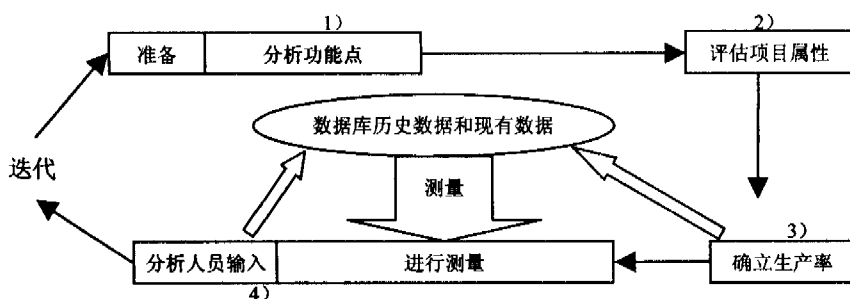 1)
准备
分析功能点
2)
评估项目属性
数据库历史数据和现有数据
迭代
测量
3)
分析人员输入
进行测量
确立生产率
4)